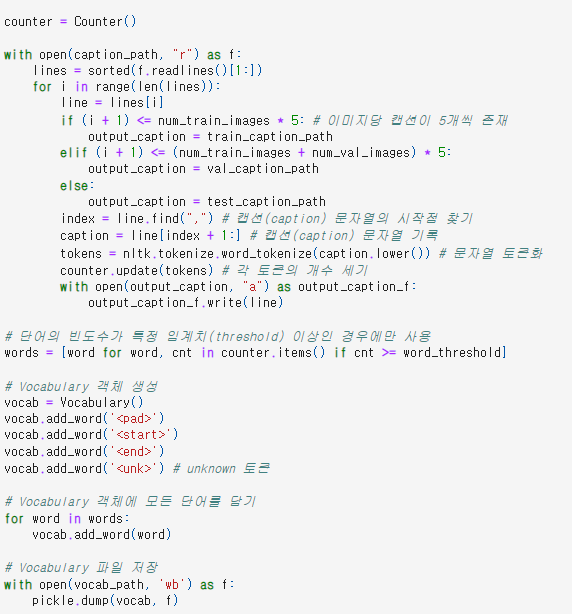 counter = Counter()

with open(caption_path, "r") as f:
    lines = sorted(f.readlines()[1:])
    for i in range(len(lines)):
        line = lines[i]
        if (i + 1) <= num_train_images * 5: # 이미지당 캡션이 5개씩 존재
            output_caption = train_caption_path
        elif (i + 1) <= (num_train_images + num_val_images) * 5:
            output_caption = val_caption_path
        else:
            output_caption = test_caption_path
        index = line.find(",") # 캡션(caption) 문자열의 시작점 찾기
        caption = line[index + 1:] # 캡션(caption) 문자열 기록
        tokens = nltk.tokenize.word_tokenize(caption.lower()) # 문자열 토큰화
        counter.update(tokens) # 각 토큰의 개수 세기
        with open(output_caption, "a") as output_caption_f:
            output_caption_f.write(line)

# 단어의 빈도수가 특정 임계치(threshold) 이상인 경우에만 사용
words = [word for word, cnt in counter.items() if cnt >= word_threshold]

# Vocabulary 객체 생성
vocab = Vocabulary()
vocab.add_word('<pad>')
vocab.add_word('<start>')
vocab.add_word('<end>')
vocab.add_word('<unk>') # unknown 토큰

# Vocabulary 객체에 모든 단어를 담기
for word in words:
    vocab.add_word(word)

# Vocabulary 파일 저장
with open(vocab_path, 'wb') as f:
    pickle.dump(vocab, f)